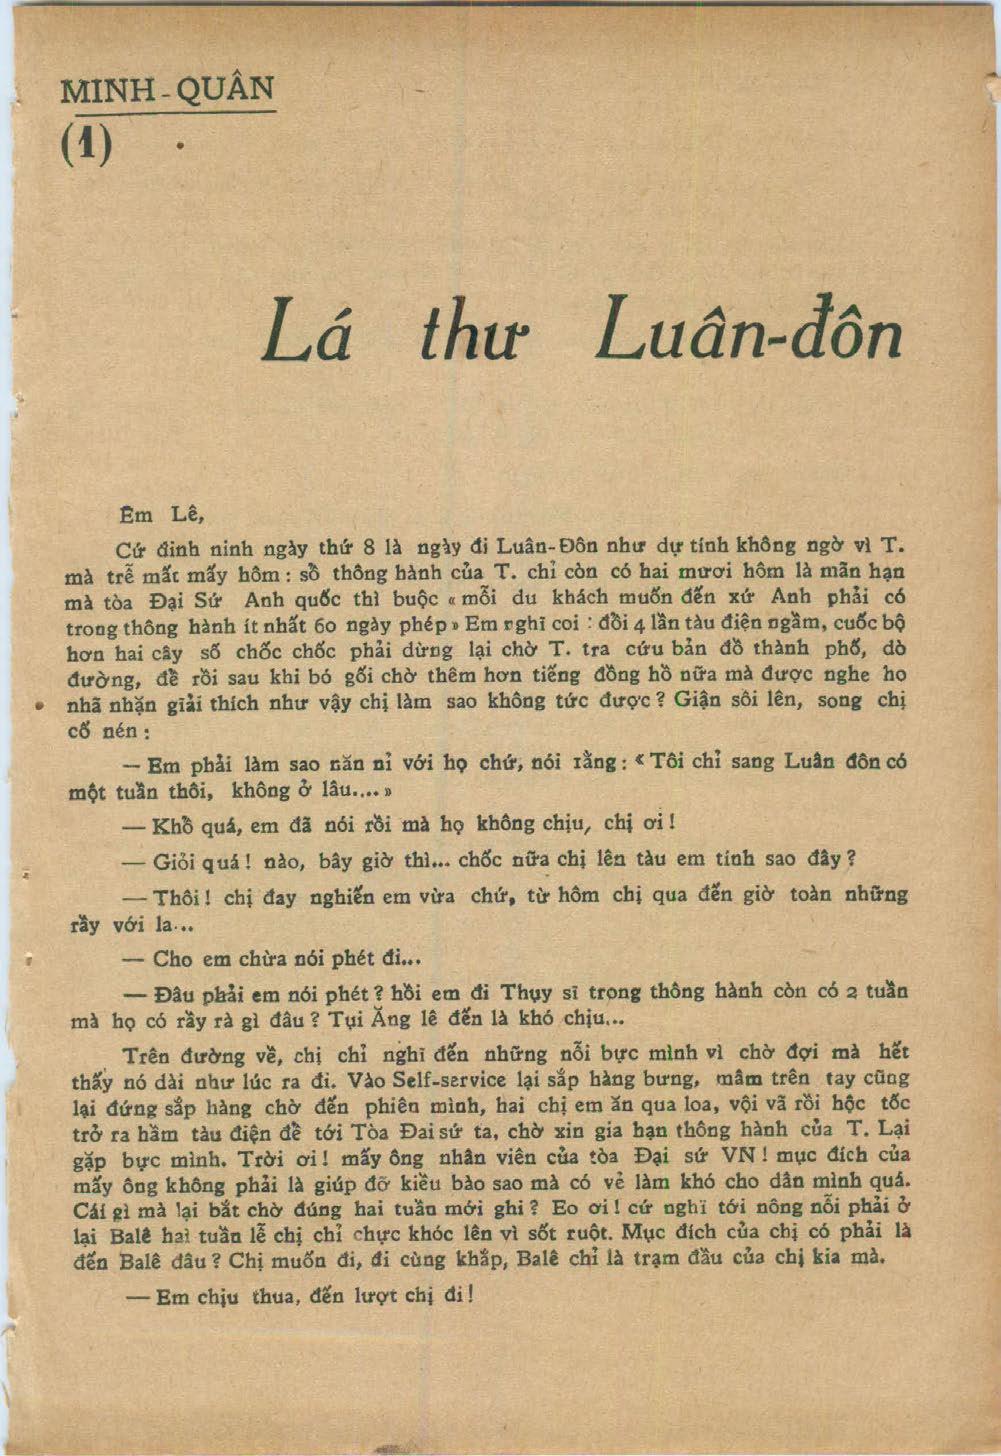 MINH-QUÂN
(1)
Lá thư Luân-đôn
Em Lê,
Cứ đinh ninh ngày thứ 8 là ngày đi Luân-Đôn như dự tính không ngờ vì T.
mà trễ mất mấy hôm : sổ thông hành của T. chỉ còn có hai mươi hôm là mãn hạn
mà tòa Đại Sứ Anh quốc thì buộc « mỗi du khách muốn đến xứ Anh phải có
trong thông hành ít nhất 60 ngày phép » Em nghĩ coi : đổi 4 lần tàu điện ngầm, cuốc bộ
hơn hai cây số chốc chốc phải dừng lại chờ T. tra cứu bản đồ thành phố, dò
đường, để rồi sau khi bó gối chờ thêm hơn tiếng đồng hồ nữa mà được nghe họ
nhã nhặn giải thích như vậy chị làm sao không tức được ? Giận sôi lên, song chị
cố nén :
— Em phải làm sao năn nỉ với họ chứ, nói rằng : « Tôi chỉ sang Luân đôn có
một tuần thôi, không ở lâu.... »
— Khổ quá, em đã nói rồi mà họ không chịu, chị ơi !
— Giỏi quá ! nào, bây giờ thì... chốc nữa chị lên tàu em tính sao đây ?
— Thôi ! chị đay nghiến em vừa chứ, từ hôm chị qua đến giờ toàn những
rầy với la...
— Cho em chừa nói phét đi...
— Đâu phải em nói phét ? hồi em đi Thụy sĩ trong thông hành còn có 2 tuần
mà họ có rầy rà gì đâu ? Tụi Ăng lê đến là khó chịu...
Trên đường về, chị chỉ nghĩ đến những nỗi bực mình vì chờ đợi mà hết
thấy nó dài như lúc ra đi. Vào Self-service lại sắp hàng bưng, mâm trên tay cũng
lại đứng sắp hàng chờ đến phiên mình, hai chị em ăn qua loa, vội vã rồi hộc tốc
trở ra hầm tàu điện để tới Tòa Đai sứ ta, chờ xin gia hạn thông hành của T. Lại
gặp bực mình. Trời ơi ! mấy ông nhân viên của tòa Đại sứ VN ! mục đích của
mấy ông không phải là giúp đỡ kiều bào sao mà có vẻ làm khó cho dân mình quá.
Cái gì mà lại bắt chờ đúng hai tuần mới ghi ? Eo ơi ! cứ nghĩ tới nông nỗi phải ở
lại Balê hai tuần lễ chị chỉ chực khóc lên vì sốt ruột. Mục đích của chị có phải là
đến Balê đâu ? Chị muốn đi, đi cùng khắp, Balê chỉ là trạm đầu của chị kia mà.
— Em chịu thua, đến lượt chị đi !